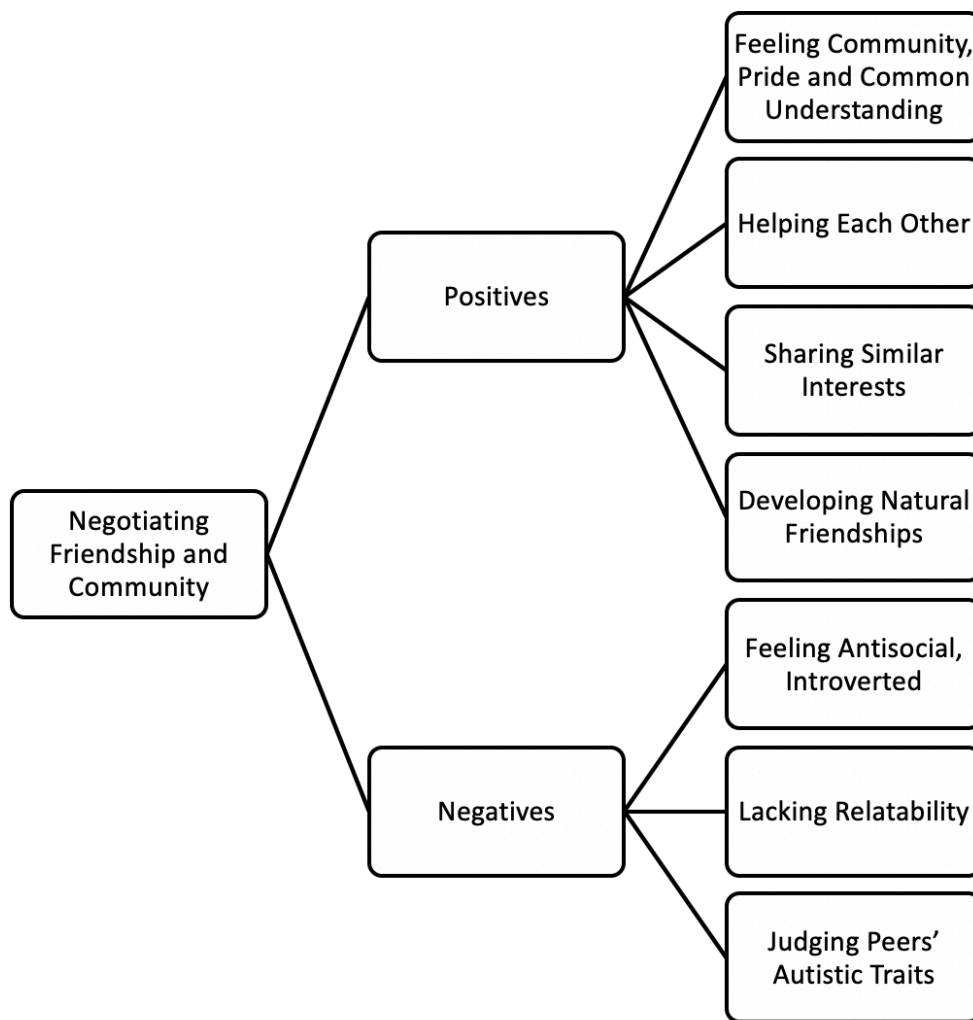 Negotiating
Friendship and
Community
Positives
Feeling Community,
Pride and Common
Understanding
Helping Each Other
Sharing Similar
Interests
Developing Natural
Friendships
Negatives
Feeling Antisocial,
Introverted
Lacking Relatability
Judging Peers’
Autistic Traits